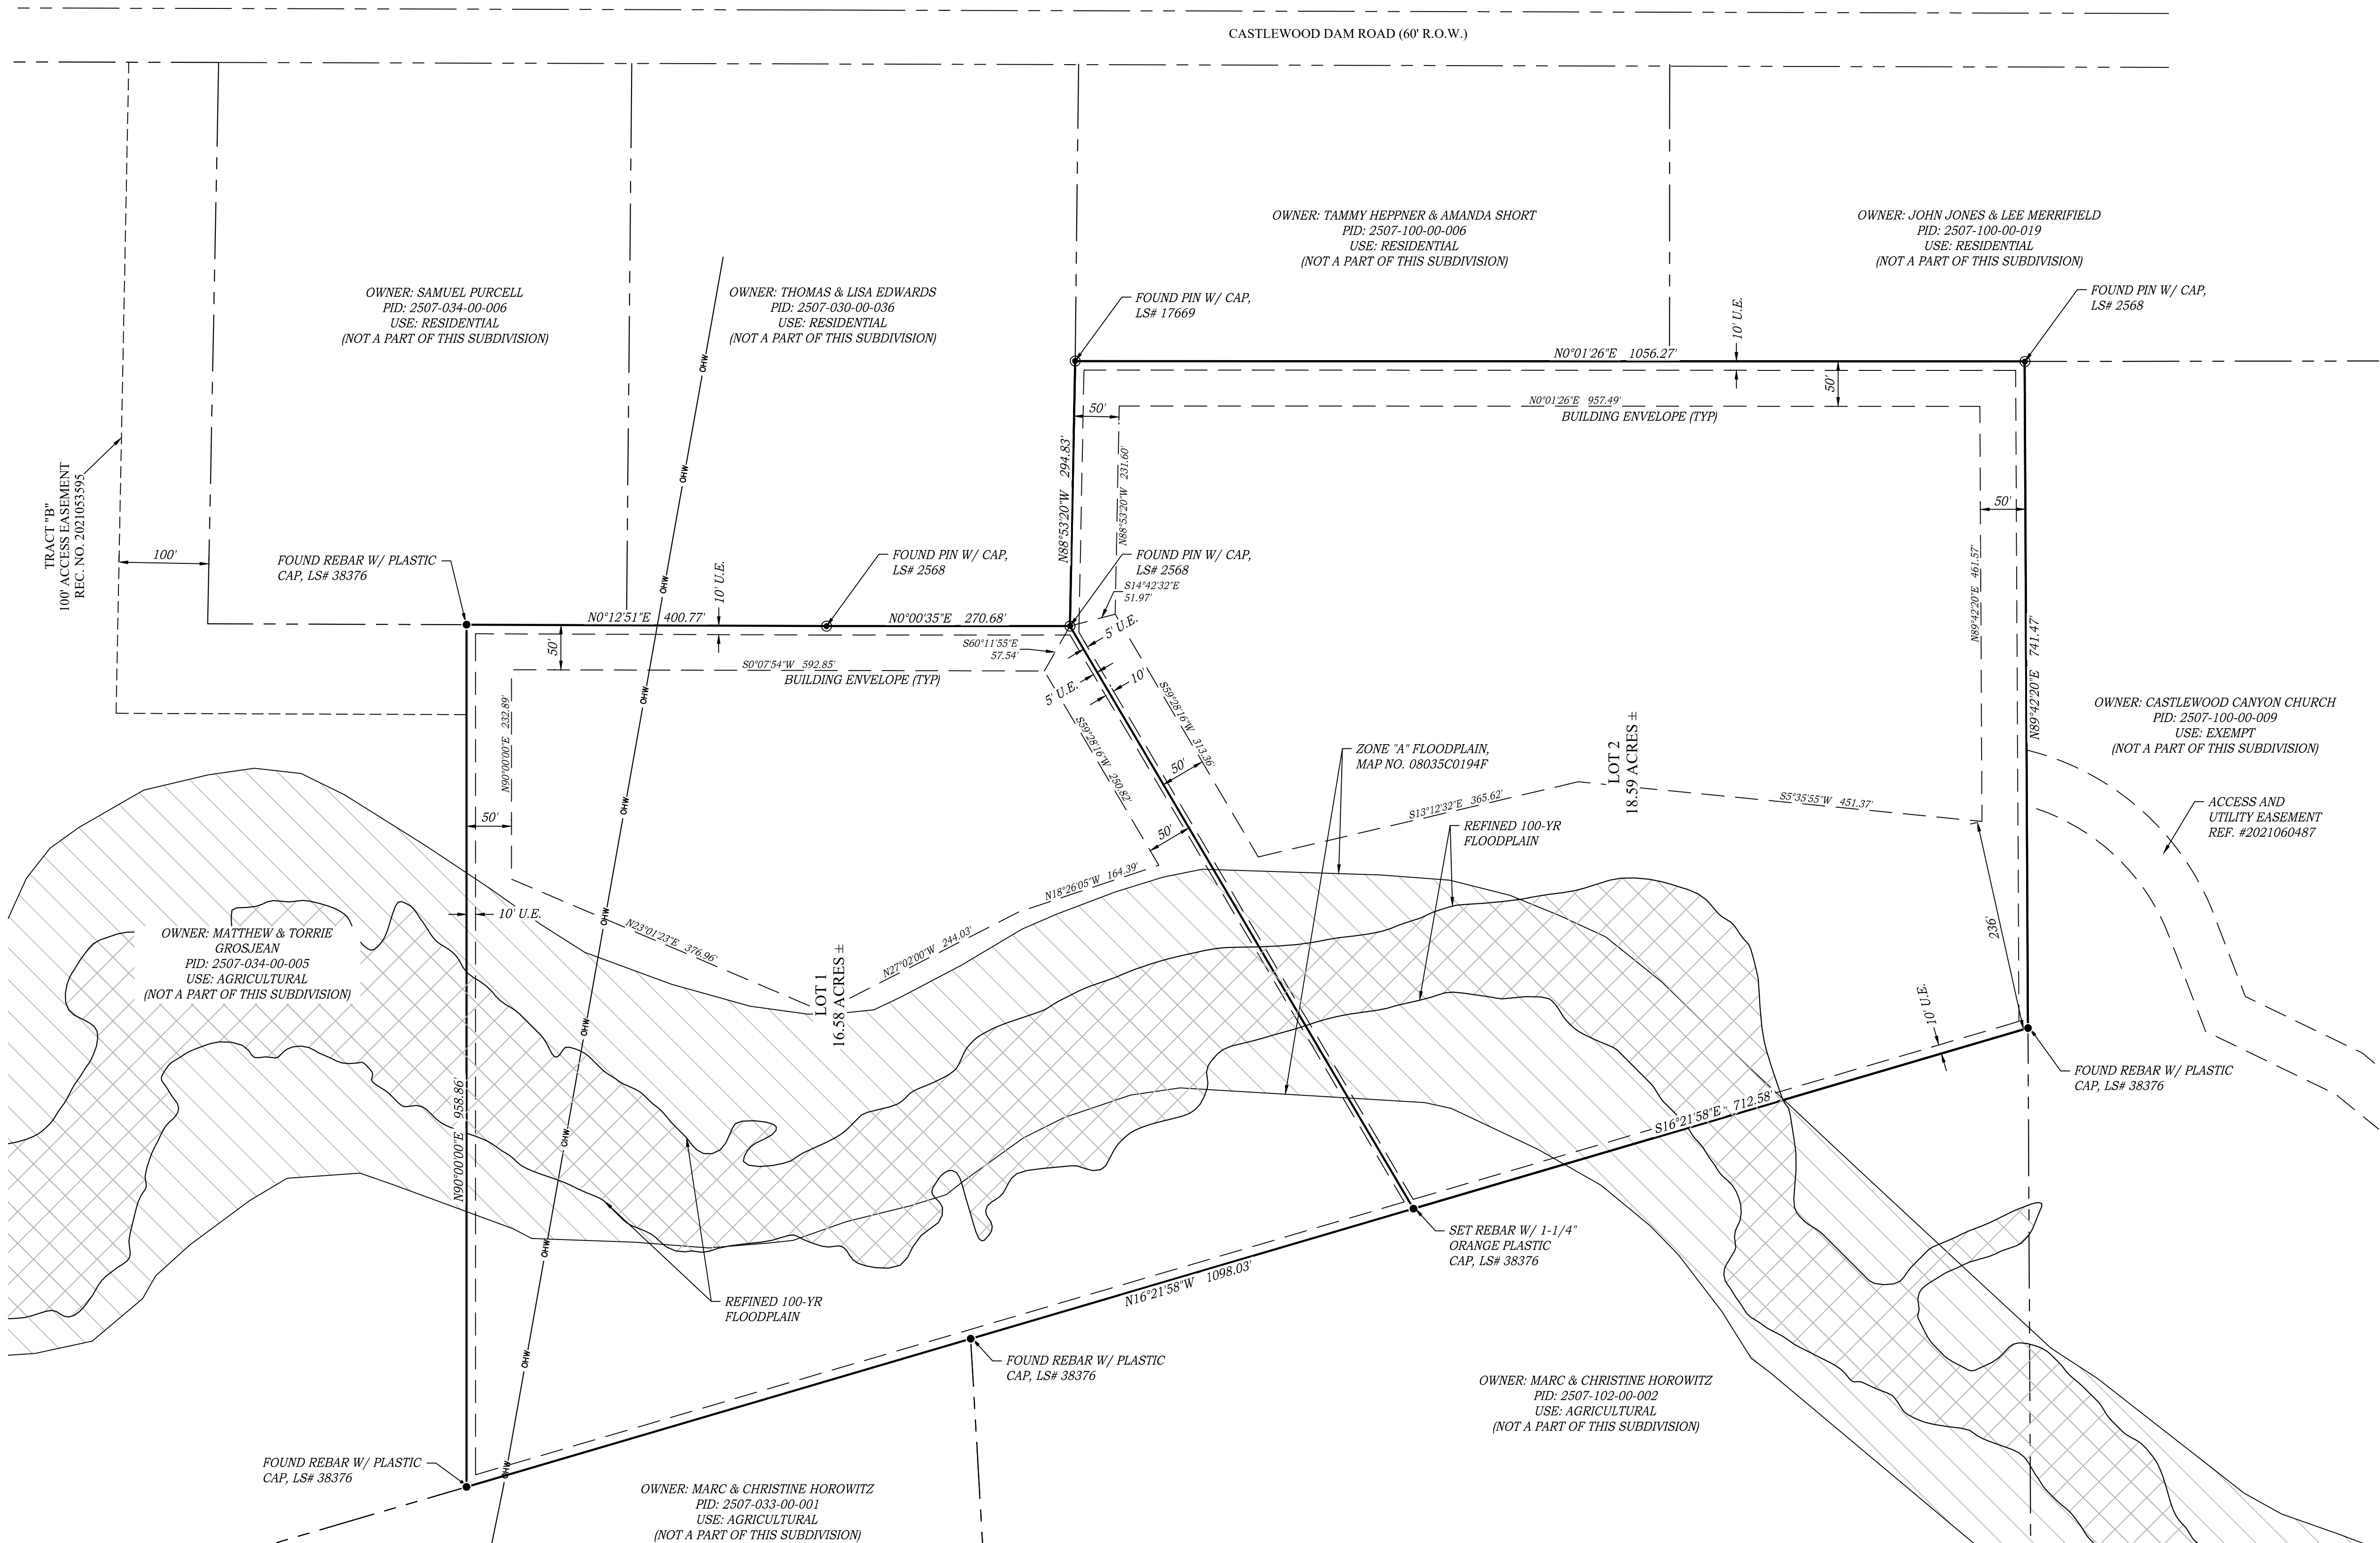 CASTLEWOOD DAM ROAD (60' R.O.W.)
OWNER: TAMMY HEPPNER & AMANDA SHORT
PID: 2507-100-00-006
USE: RESIDENTIAL
(NOT A PART OF THIS SUBDIVISION)
OWNER: JOHN JONES & LEE MERRIFIELD
PID: 2507-100-00-019
USE: RESIDENTIAL
(NOT A PART OF THIS SUBDIVISION)
OWNER: SAMUEL PURCELL
PID: 2507-034-00-006
USE: RESIDENTIAL
(NOT A PART OF THIS SUBDIVISION)
OWNER: THOMAS & LISA EDWARDS
PID: 2507-030-00-036
USE: RESIDENTIAL
(NOT A PART OF THIS SUBDIVISION)
FOUND PIN W/ CAP,
LS# 17669
10' U.E.
FOUND PIN W/ CAP,
LS# 2568
N0°01'26"E 1056.27'
50'
50'
N0°01'26"E 957.49'
BUILDING ENVELOPE (TYP)
OHW
OHW
OHW
OHW
OHW
OHW
OHW
OHW
OHW
OHW
OHW
OHW
N88°53'20"W 294.83'
N88°53'20"W 231.60'
TRACT "B"
100' ACCESS EASEMENT
REC. NO. 2021053595
100'
FOUND REBAR W/ PLASTIC
CAP, LS# 38376
FOUND PIN W/ CAP,
LS# 2568
FOUND PIN W/ CAP,
LS# 2568
S14°42'32"E
51.97'
50'
N89°42'20"E 461.57'
N89°42'20"E 741.47'
10' U.E.
N0°12'51"E 400.77'
N0°00'35"E 270.68'
5' U.E.
50'
S60°11'55"E
57.54'
S0°07'54"W 592.85'
BUILDING ENVELOPE (TYP)
5' U.E.
10'
N90°00'00"E 232.89'
S59°28'16"W 250.82'
S59°28'16"W 313.36'
50'
50'
50'
ZONE "A" FLOODPLAIN,
MAP NO. 08035C0194F
LOT 2
18.59 ACRES ±
S13°12'32"E 365.62'
S5°35'55"W 451.37'
OWNER: CASTLEWOOD CANYON CHURCH
PID: 2507-100-00-009
USE: EXEMPT
(NOT A PART OF THIS SUBDIVISION)
ACCESS AND
UTILITY EASEMENT
REF. #2021060487
REFINED 100-YR
FLOODPLAIN
N18°26'05"W 164.39'
10' U.E.
N23°01'23"E 376.96'
N27°02'00"W 244.03'
236'
OWNER: MATTHEW & TORRIE
GROSJEAN
PID: 2507-034-00-005
USE: AGRICULTURAL
(NOT A PART OF THIS SUBDIVISION)
LOT 1
16.58 ACRES ±
10' U.E.
FOUND REBAR W/ PLASTIC
CAP, LS# 38376
N90°00'00"E 958.86'
S16°21'58"E 712.58'
SET REBAR W/ 1-1/4"
ORANGE PLASTIC
CAP, LS# 38376
N16°21'58"W 1098.03'
REFINED 100-YR
FLOODPLAIN
FOUND REBAR W/ PLASTIC
CAP, LS# 38376
OWNER: MARC & CHRISTINE HOROWITZ
PID: 2507-102-00-002
USE: AGRICULTURAL
(NOT A PART OF THIS SUBDIVISION)
FOUND REBAR W/ PLASTIC
CAP, LS# 38376
OWNER: MARC & CHRISTINE HOROWITZ
PID: 2507-033-00-001
USE: AGRICULTURAL
(NOT A PART OF THIS SUBDIVISION)